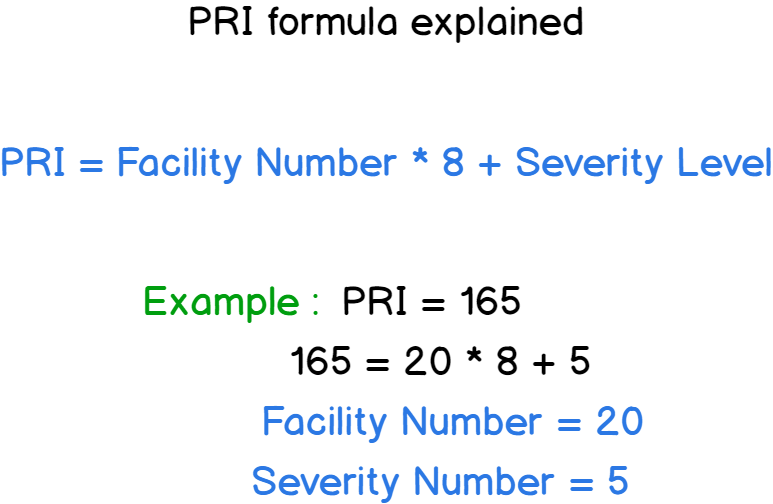 PRI formula explained
PRI = Facility Number * 8 + Severity Level
Example : PRI = 165
165 = 20 * 8 + 5
Facility Number = 20
Severity Number = 5